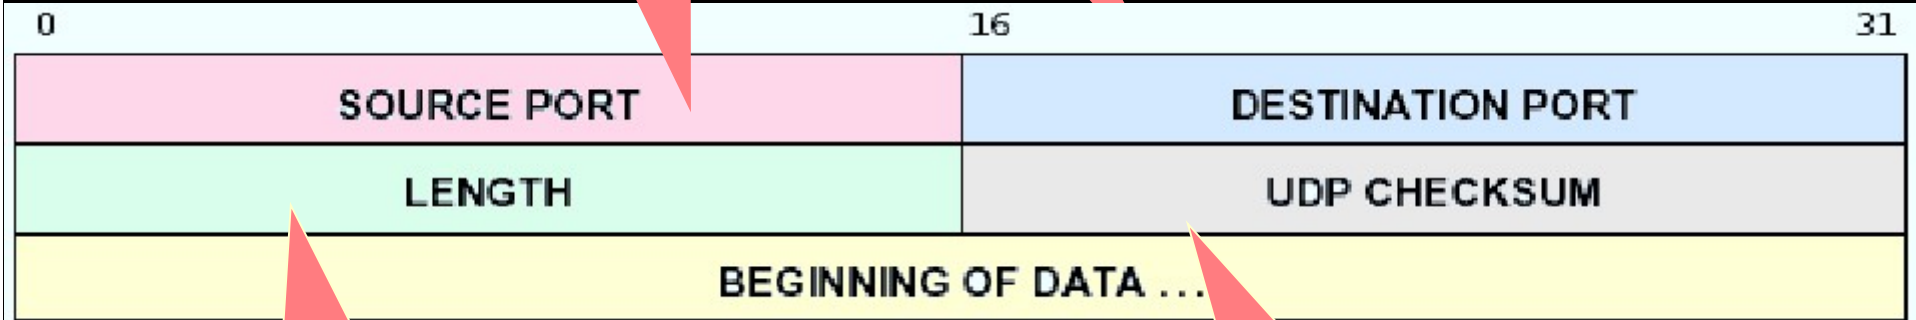 0 16 31
SOURCE PORT DESTINATION PORT
LENGTH UDP CHECKSUM
BEGINNING OF DATA ...